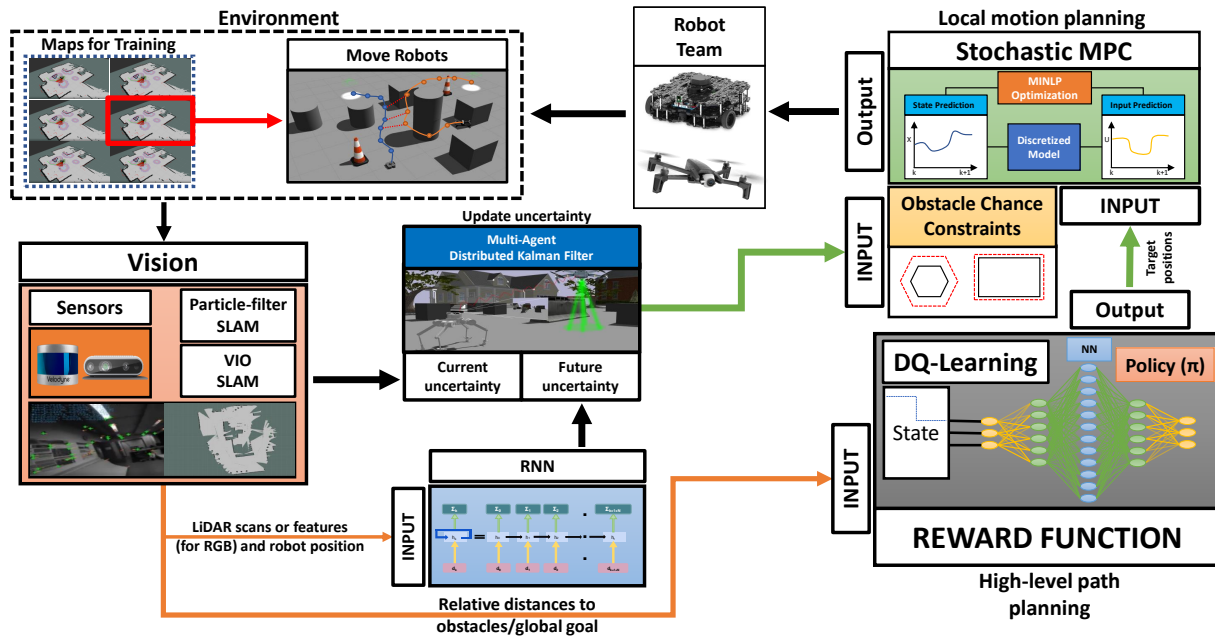 Environment
Maps for Training
Move Robots
Robot
Team
Local motion planning
Stochastic MPC
Output
MINLP
Optimization
State Prediction
Input Prediction
X
k
k+1
Discretized
Model
U
k
k+1
INPUT
Obstacle Chance
Constraints
INPUT
Target
positions
Output
Update uncertainty
Multi-Agent
Distributed Kalman Filter
Current
uncertainty
Future
uncertainty
Vision
Sensors
Particle-filter
SLAM
VIO
SLAM
Velodyne
RNN
INPUT
LiDAR scans or features
(for RGB) and robot position
=
Relative distances to
obstacles/global goal
INPUT
DQ-Learning
NN
Policy (π)
State
REWARD FUNCTION
High-level path
planning